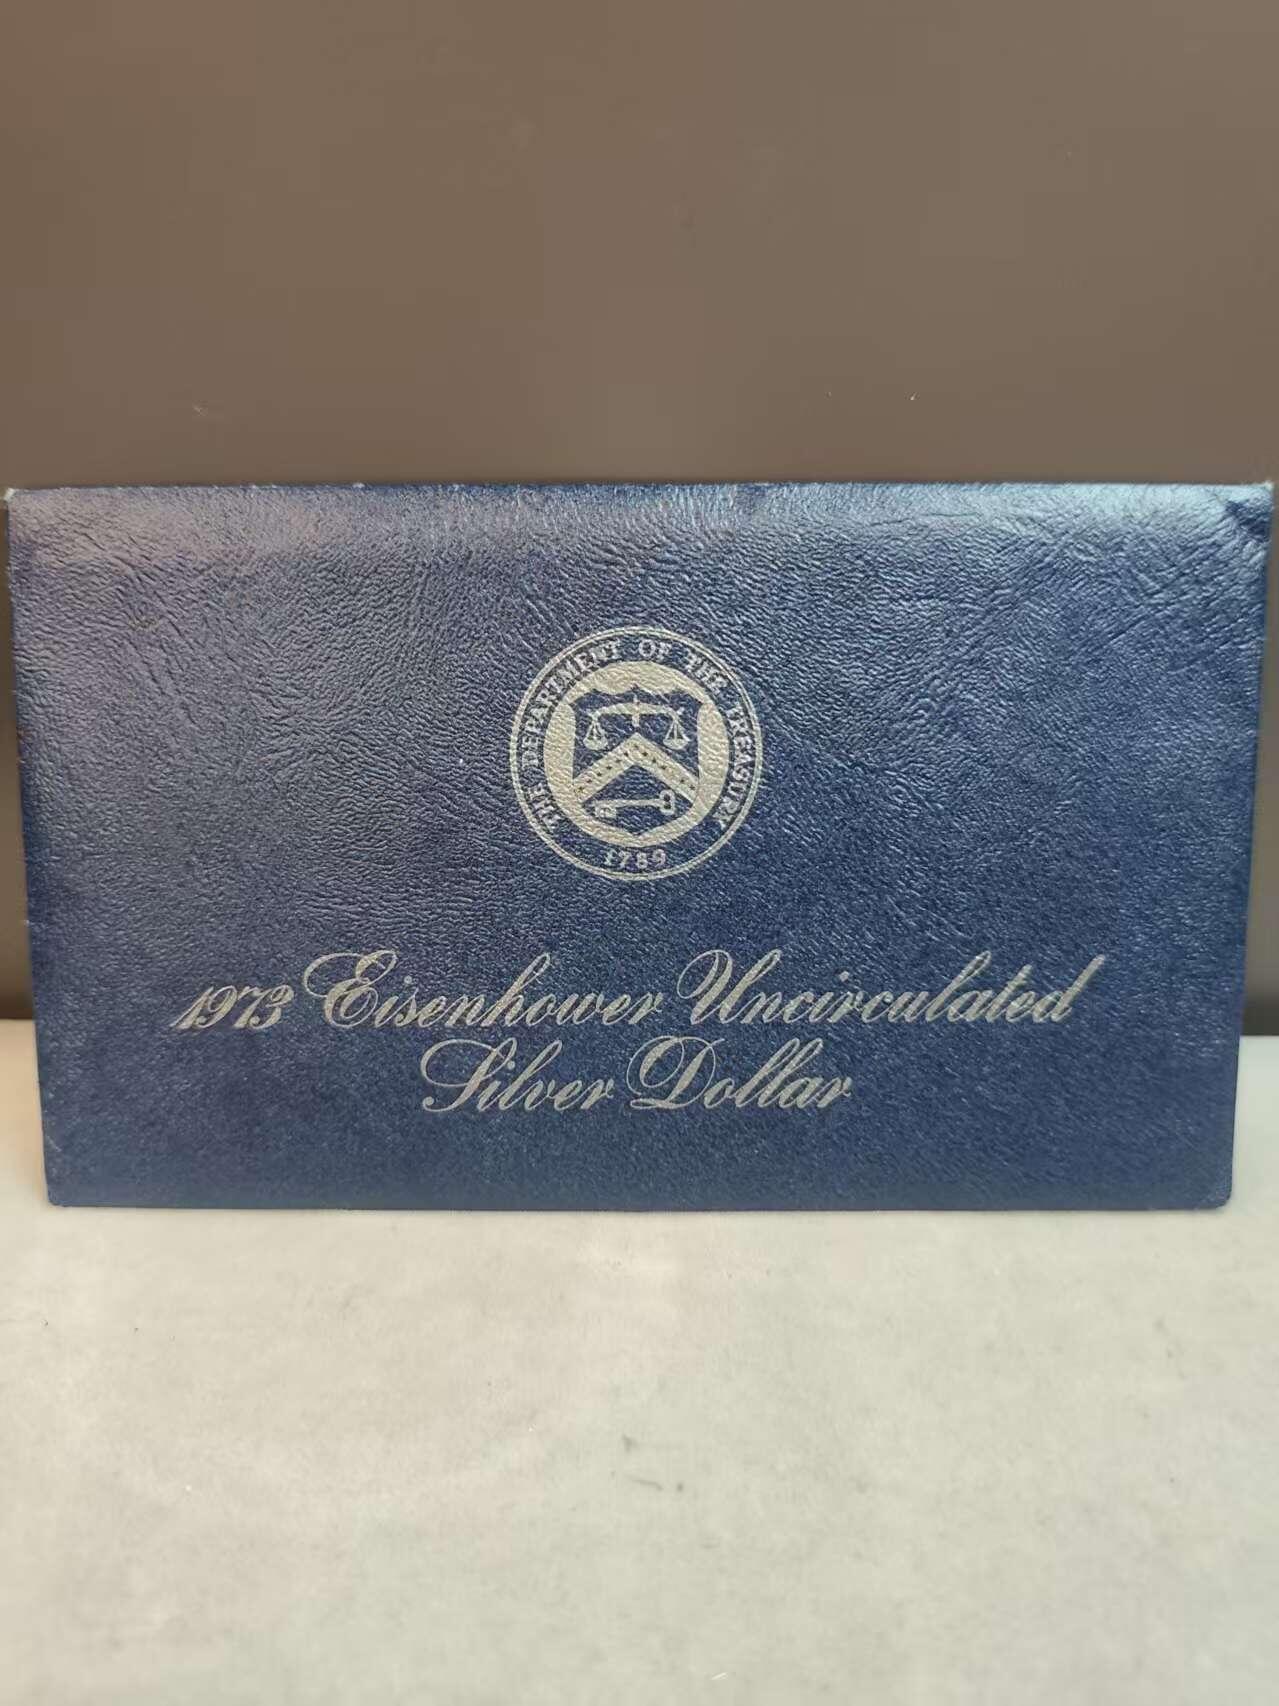 THE DEPARTMENT OF THE TREASURY
1789
1973 Eisenhower Uncirculated
Silver Dollar